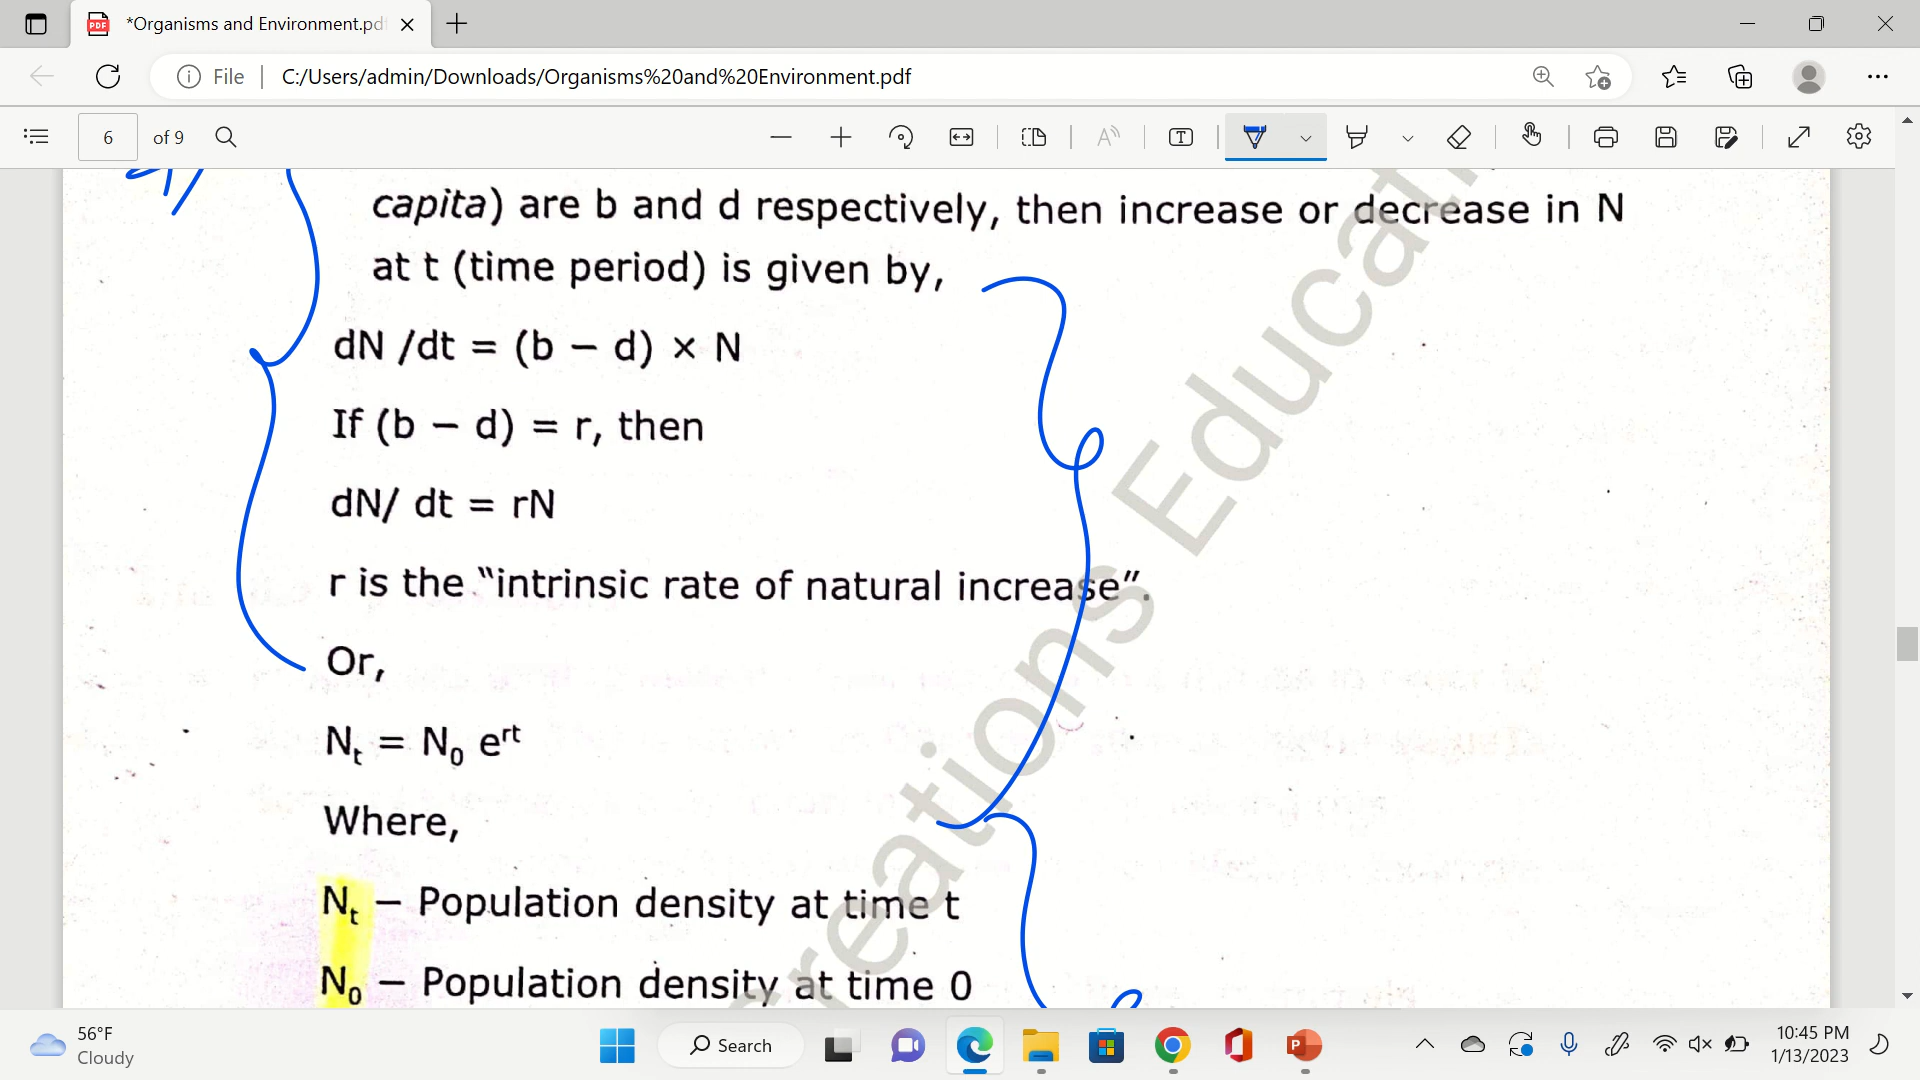 *Organisms and Environment.pdf
File
C:/Users/admin/Downloads/Organisms%20and%20Environment.pdf
6 of 9
capita) are b and d respectively, then increase or decrease in N
at t (time period) is given by,
dN /dt = (b − d) × N
If (b − d) = r, then
dN/ dt = rN
r is the “intrinsic rate of natural increase”.
Or,
Nₜ = N₀ eʳᵗ
Where,
Nₜ − Population density at time t
N₀ − Population density at time 0
56°F
Cloudy
Search
10:45 PM
1/13/2023